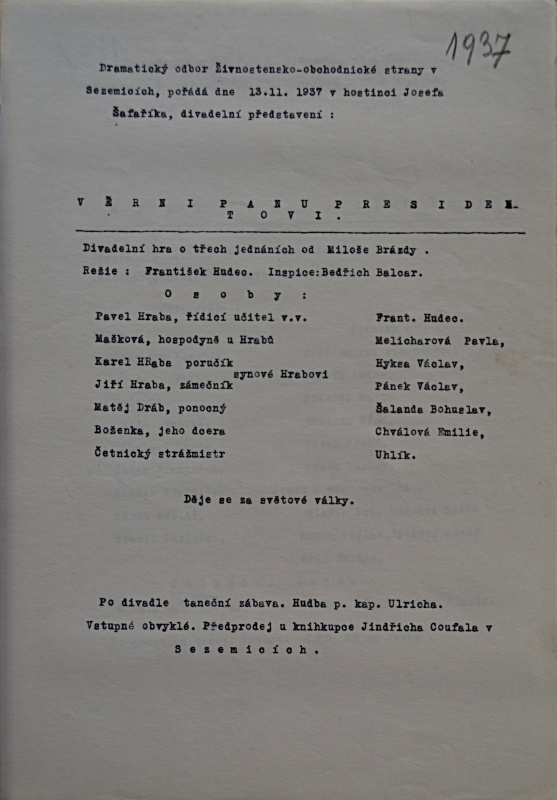 1937
Dramatický odbor Živnostensko-obchodnické strany v
Sezemicích, pořádá dne 13.11. 1937 v hostinci Josefa
Šafaříka, divadelní představení :
V Ě R N I P A N U P R E S I D E N-
T O V I .
Divadelní hra o třech jednáních od Miloše Brázdy .
Režie : František Hudec. Inspice:Bedřich Balcar.
O s o b y :
Pavel Hraba, řídící učitel v.v. Frant. Hudec.
Mašková, hospodyně u Hrabů Melicharová Pavla,
Karel HRaba poručík Hyksa Václav,
synové Hrabovi
Jiří Hraba, zámečník Pánek Václav,
Matěj Dráb, ponocný Šalanda Bohuslav,
Boženka, jeho dcera Chválová Emilie,
Četnický strážmistr Uhlík.
Děje se za světové války.
Po divadle taneční zábava. Hudba p. kap. Ulricha.
Vstupné obvyklé. Předprodej u knihkupce Jindřicha Coufala v
S e z e m i c í c h .